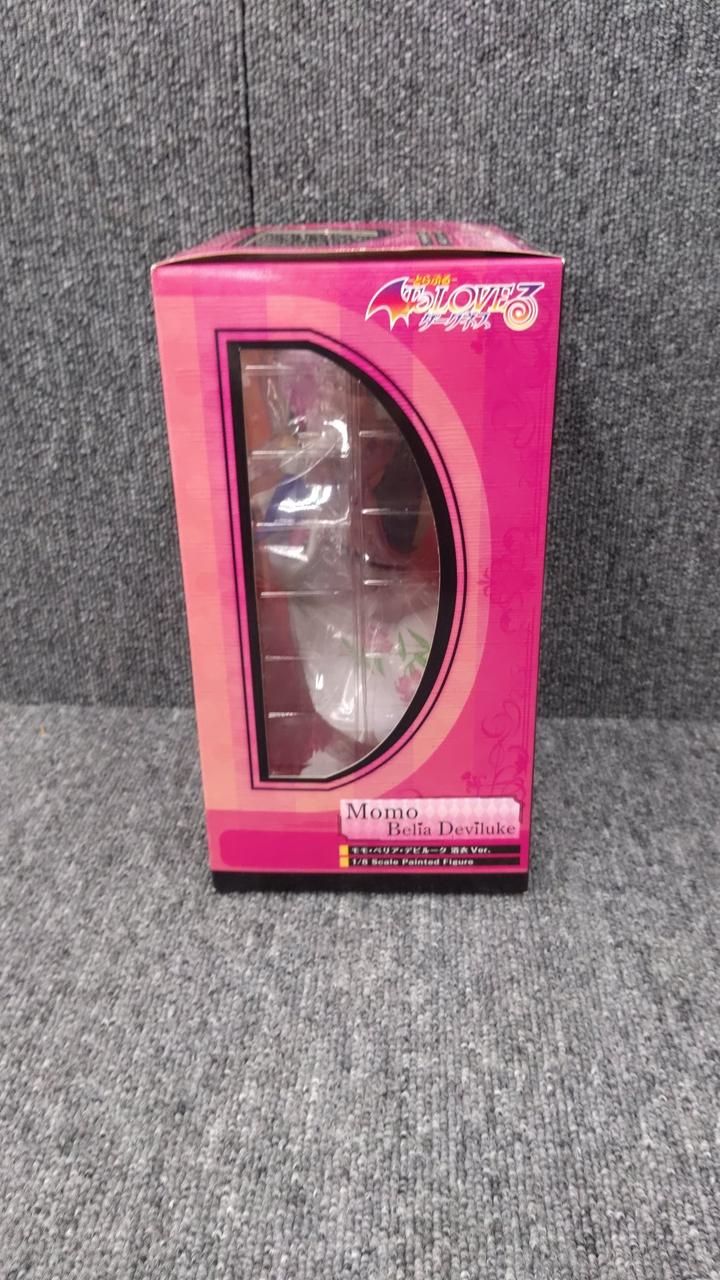 -とらぶる-
To LOVEる
ダークネス
Momo
Belia Deviluke
モモ・ベリア・デビルーク 浴衣 Ver.
1/8 Scale Painted Figure